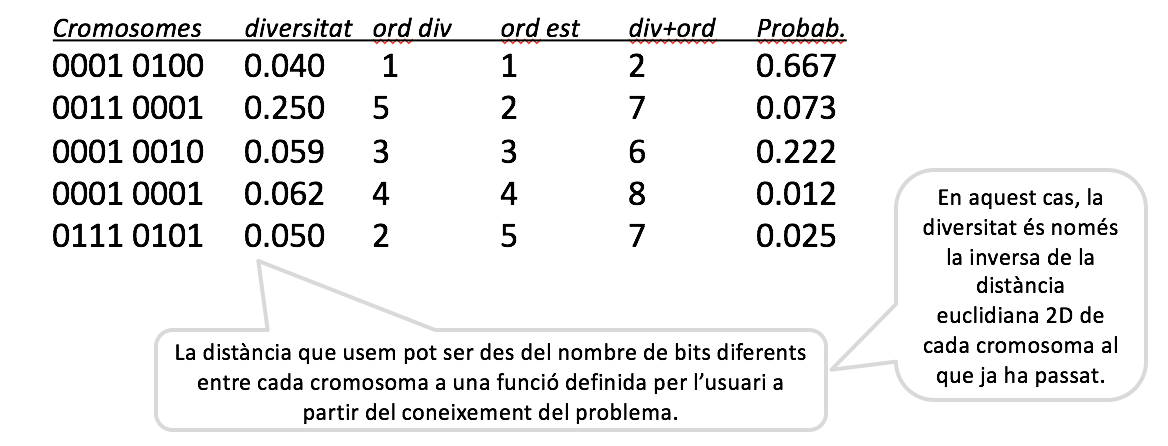 Cromosomes diversitat ord div ord est div+ord Probab.
0001 0100 0.040 1 1 2 0.667
0011 0001 0.250 5 2 7 0.073
0001 0010 0.059 3 3 6 0.222
0001 0001 0.062 4 4 8 0.012
0111 0101 0.050 2 5 7 0.025
La distància que usem pot ser des del nombre de bits diferents
entre cada cromosoma a una funció definida per l’usuari a
partir del coneixement del problema.
En aquest cas, la
diversitat és només
la inversa de la
distància
euclidiana 2D de
cada cromosoma al
que ja ha passat.